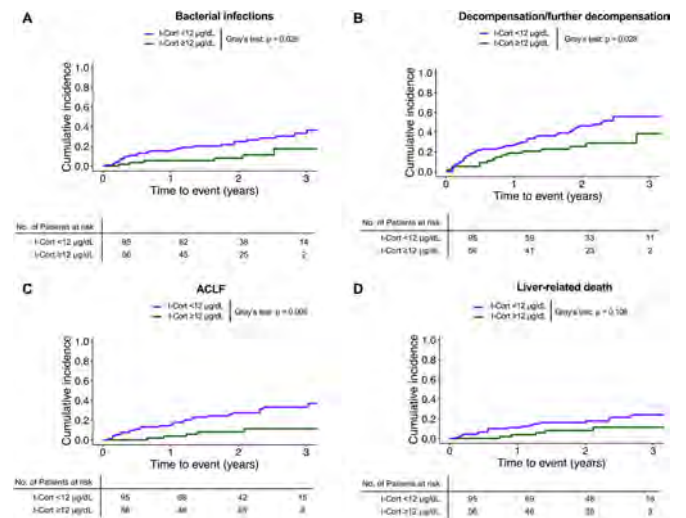 A
Bacterial infections
t-Cort <12 µg/dL
t-Cort ≥12 µg/dL
Gray's test: p = 0.026
Cumulative incidence
1.0
0.8
0.6
0.4
0.2
0.0
0 1 2 3
Time to event (years)
No. of Patients at risk
t-Cort <12 µg/dL 95 62 38 14
t-Cort ≥12 µg/dL 56 45 25 2
B
Decompensation/further decompensation
t-Cort <12 µg/dL
t-Cort ≥12 µg/dL
Gray's test: p = 0.028
Cumulative incidence
1.0
0.8
0.6
0.4
0.2
0.0
0 1 2 3
Time to event (years)
No. of Patients at risk
t-Cort <12 µg/dL 95 59 33 11
t-Cort ≥12 µg/dL 56 41 23 2
C
ACLF
t-Cort <12 µg/dL
t-Cort ≥12 µg/dL
Gray's test: p =
Cumulative incidence
1.0
0.8
0.6
0.4
0.2
0.0
0 1 2 3
Time to event (years)
No. of Patients at risk
t-Cort <12 µg/dL 95 42 15
t-Cort ≥12 µg/dL 56 46
D
Liver-related death
t-Cort <12 µg/dL
t-Cort ≥12 µg/dL
Gray's test: p =
Cumulative incidence
1.0
0.8
0.6
0.4
0.2
0.0
0 1 2 3
Time to event (years)
No. of Patients at risk
t-Cort <12 µg/dL 95 69 48
t-Cort ≥12 µg/dL 56 46